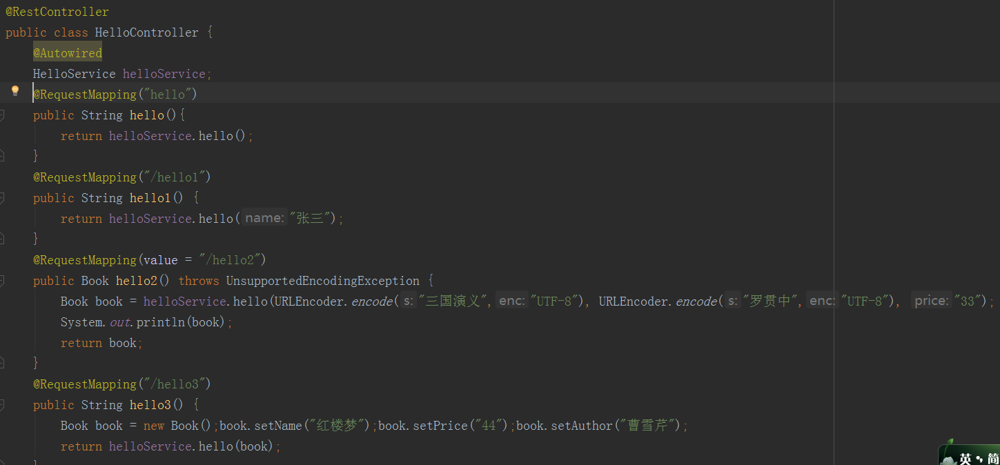 @RestController
public class HelloController {
    @Autowired
    HelloService helloService;
    @RequestMapping("hello")
    public String hello(){
        return helloService.hello();
    }
    @RequestMapping("/hello1")
    public String hello1() {
        return helloService.hello( name: "张三");
    }
    @RequestMapping(value = "/hello2")
    public Book hello2() throws UnsupportedEncodingException {
        Book book = helloService.hello(URLEncoder.encode( s: "三国演义", enc: "UTF-8"), URLEncoder.encode( s: "罗贯中", enc: "UTF-8"), price: "33");
        System.out.println(book);
        return book;
    }
    @RequestMapping("/hello3")
    public String hello3() {
        Book book = new Book();book.setName("红楼梦");book.setPrice("44");book.setAuthor("曹雪芹");
        return helloService.hello(book);
    }
英 简